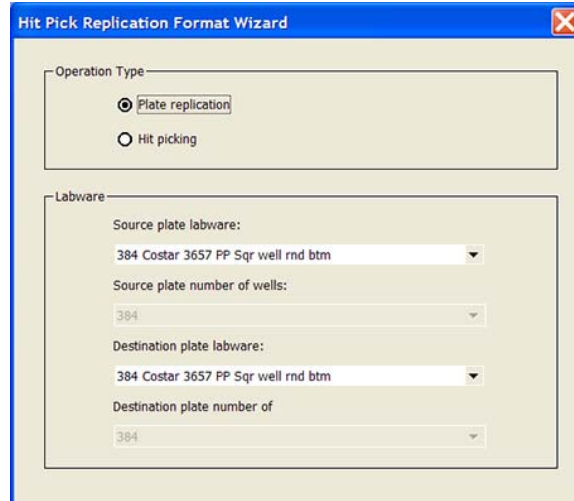 Hit Pick Replication Format Wizard
Operation Type
Plate replication
Hit picking
Labware
Source plate labware:
384 Costar 3657 PP Sqr well rnd btm
Source plate number of wells:
384
Destination plate labware:
384 Costar 3657 PP Sqr well rnd btm
Destination plate number of
384